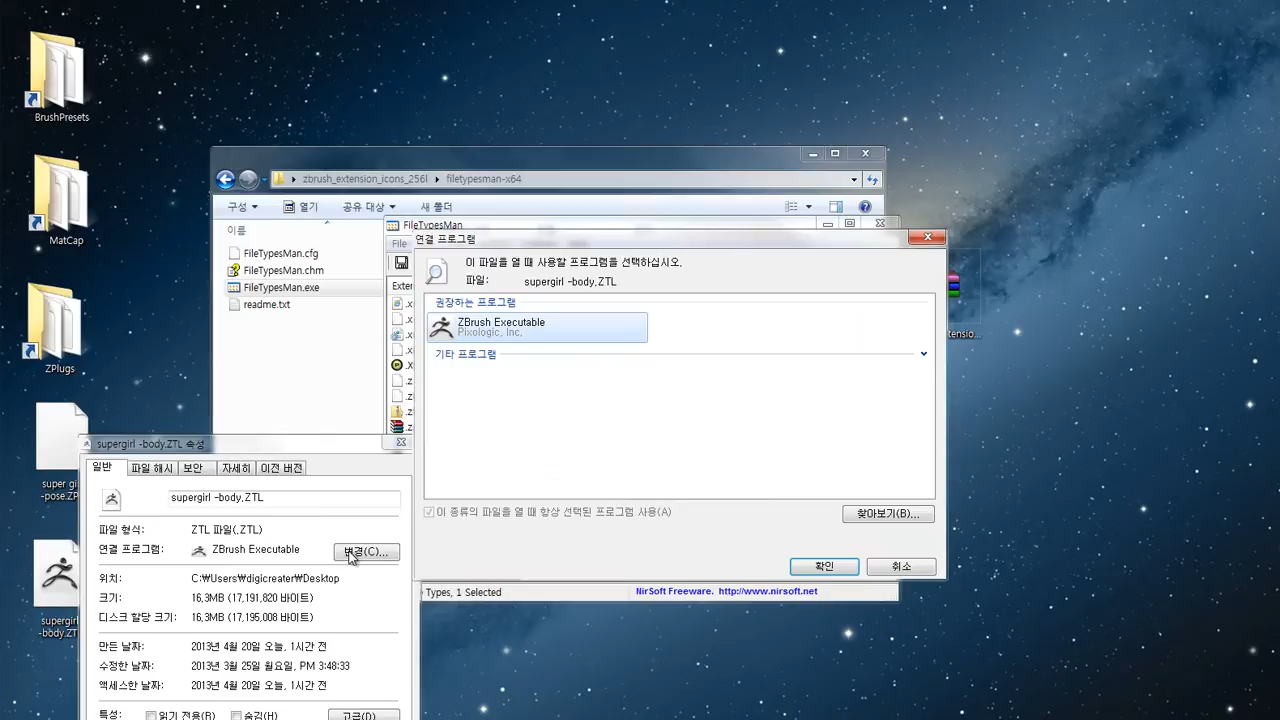 BrushPresets
MatCap
ZPlugs
super girl
-pose.ZP
supergirl
-body.ZT
zbrush_extension_icons_256l
filetypesman-x64
구성
열기
공유 대상
새 폴더
이름
FileTypesMan.cfg
FileTypesMan.chm
FileTypesMan.exe
readme.txt
FileTypesMan
File
Exter
.x
.x
.x
.x
.X
.z
.z
.z
.z
연결 프로그램
이 파일을 열 때 사용할 프로그램을 선택하십시오.
파일: supergirl -body.ZTL
권장하는 프로그램
ZBrush Executable
Pixologic, Inc.
기타 프로그램
이 종류의 파일을 열 때 항상 선택된 프로그램 사용(A)
찾아보기(B)...
확인
취소
Types, 1 Selected
NirSoft Freeware. http://www.nirsoft.net
tensio...
supergirl -body.ZTL 속성
일반
파일 해시
보안
자세히
이전 버전
supergirl -body.ZTL
파일 형식: ZTL 파일(.ZTL)
연결 프로그램: ZBrush Executable
변경(C)...
위치: C:₩Users₩digicreater₩Desktop
크기: 16.3MB (17,191,820 바이트)
디스크 할당 크기: 16.3MB (17,195,008 바이트)
만든 날짜: 2013년 4월 20일 오늘, 1시간 전
수정한 날짜: 2013년 3월 25일 월요일, PM 3:48:33
액세스한 날짜: 2013년 4월 20일 오늘, 1시간 전
특성: 읽기 전용(R) 숨김(H)
고급(D)